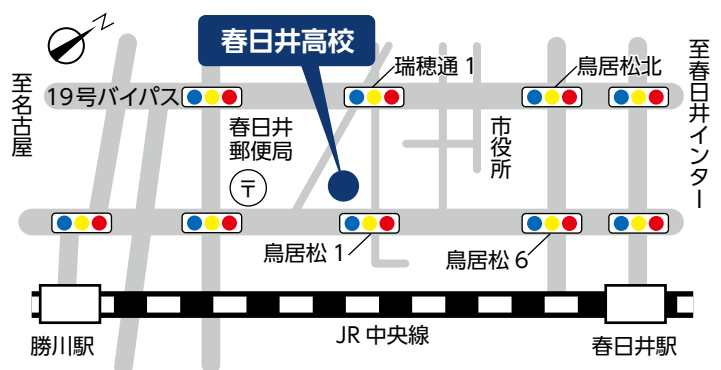 N
春日井高校
至名古屋
19号バイパス
瑞穂通1
鳥居松北
至春日井インター
春日井
郵便局
〒
市役所
鳥居松1
鳥居松6
JR中央線
勝川駅
春日井駅